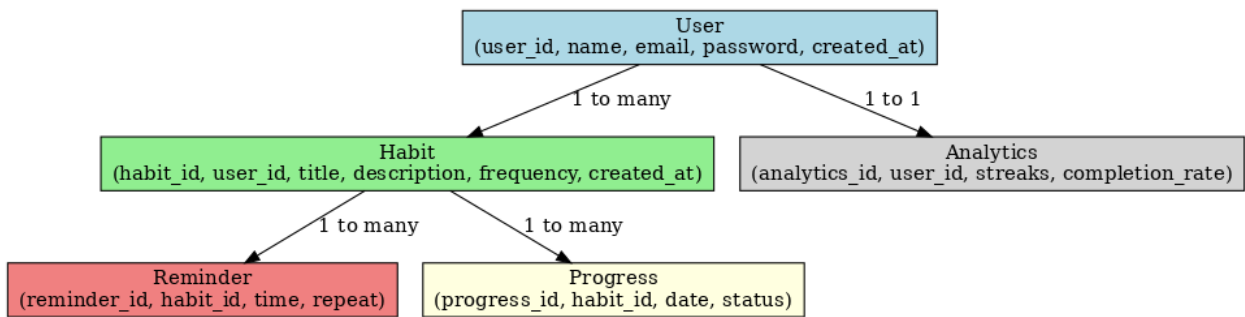 User
(user_id, name, email, password, created_at)
1 to many
1 to 1
Habit
(habit_id, user_id, title, description, frequency, created_at)
Analytics
(analytics_id, user_id, streaks, completion_rate)
1 to many
1 to many
Reminder
(reminder_id, habit_id, time, repeat)
Progress
(progress_id, habit_id, date, status)